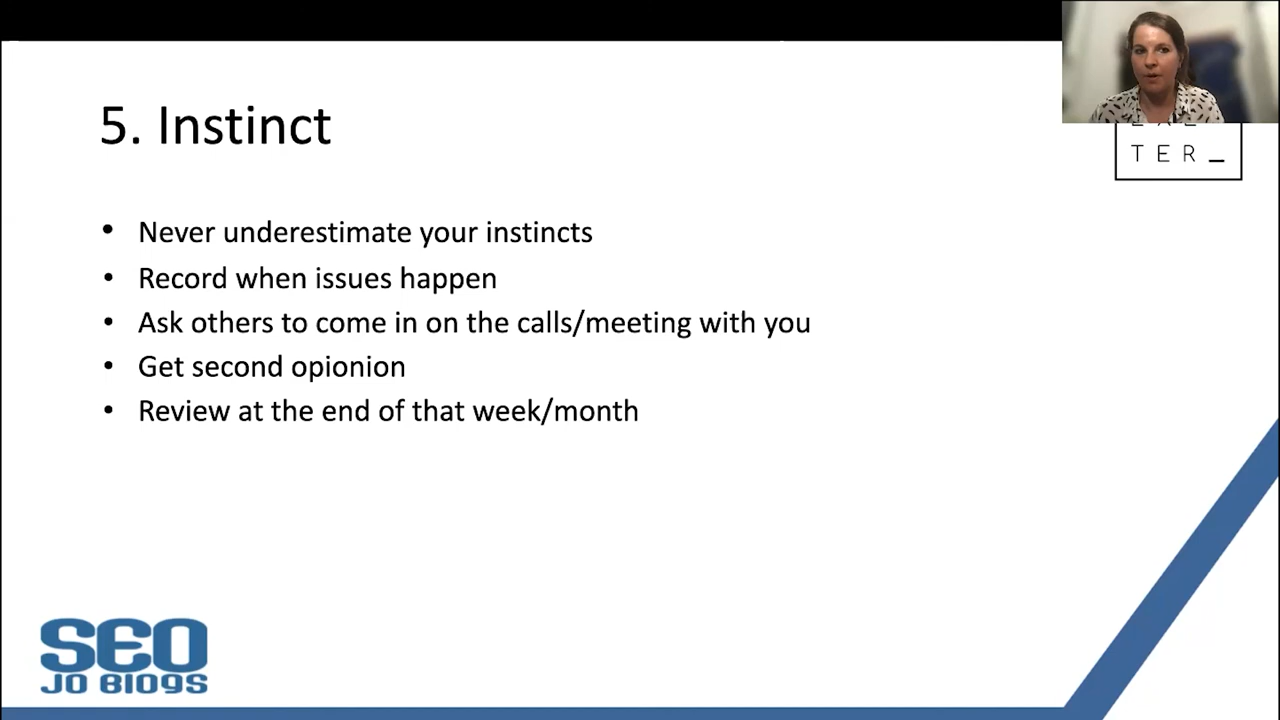 5. Instinct
TER_
• Never underestimate your instincts
• Record when issues happen
• Ask others to come in on the calls/meeting with you
• Get second opionion
• Review at the end of that week/month
SEO
JO BlOGS